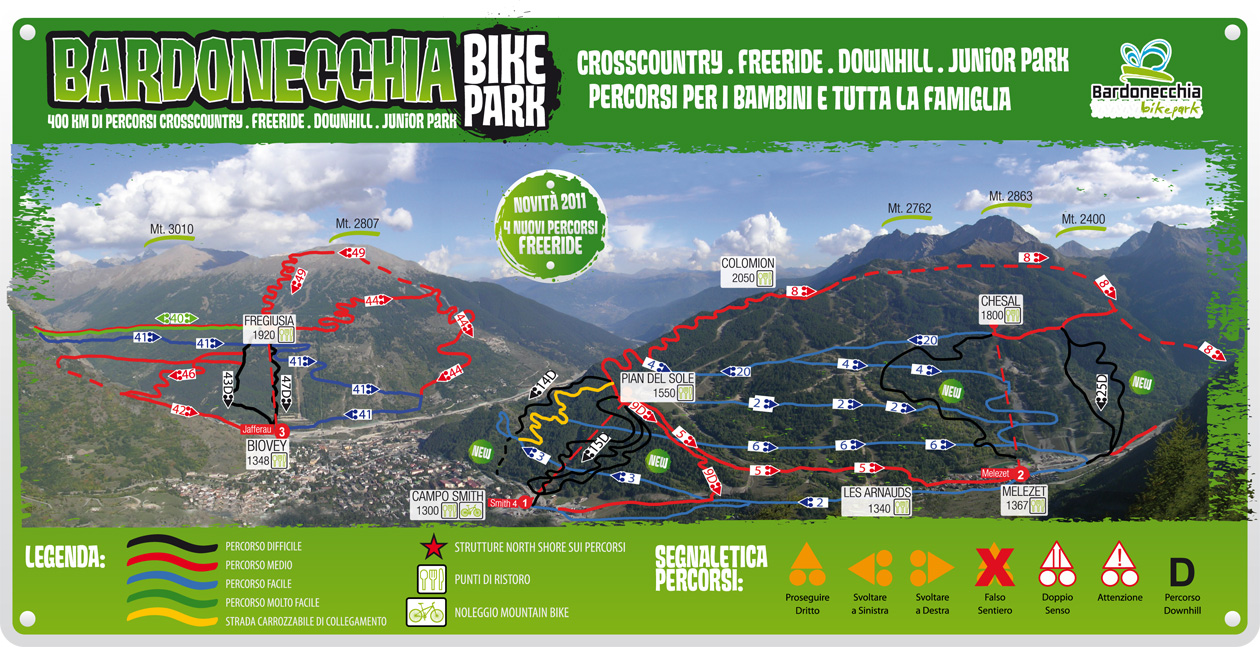 BARDONECCHIA
BIKE
PARK
400 KM DI PERCORSI CROSSCOUNTRY . FREERIDE . DOWNHILL . JUNIOR PARK
CROSSCOUNTRY . FREERIDE . DOWNHILL . JUNIOR PARK
PERCORSI PER I BAMBINI E TUTTA LA FAMIGLIA
Bardonecchia
bikepark
NOVITÀ 2011
4 NUOVI PERCORSI
FREERIDE
Mt. 3010
Mt. 2807
Mt. 2762
Mt. 2863
Mt. 2400
49
49
COLOMION
2050
8
8
8
8
44
44
44
40
FREGIUSIA
1920
CHESAL
1800
41
41
41
41
41
20
20
46
43D
47D
42
14D
4
4
4
PIAN DEL SOLE
1550
NEW
NEW
25D
2
2
2
9D
5
Jafferau 3
BIOVEY
1348
NEW
3
15D
NEW
6
6
6
5
5
3
9D
Melezet 2
CAMPO SMITH
1300
Smith 4 1
2
LES ARNAUDS
1340
MELEZET
1367
LEGENDA:
PERCORSO DIFFICILE
PERCORSO MEDIO
PERCORSO FACILE
PERCORSO MOLTO FACILE
STRADA CARROZZABILE DI COLLEGAMENTO
STRUTTURE NORTH SHORE SUI PERCORSI
PUNTI DI RISTORO
NOLEGGIO MOUNTAIN BIKE
SEGNALETICA
PERCORSI:
Proseguire
Dritto
Svoltare
a Sinistra
Svoltare
a Destra
Falso
Sentiero
Doppio
Senso
Attenzione
D
Percorso
Downhill